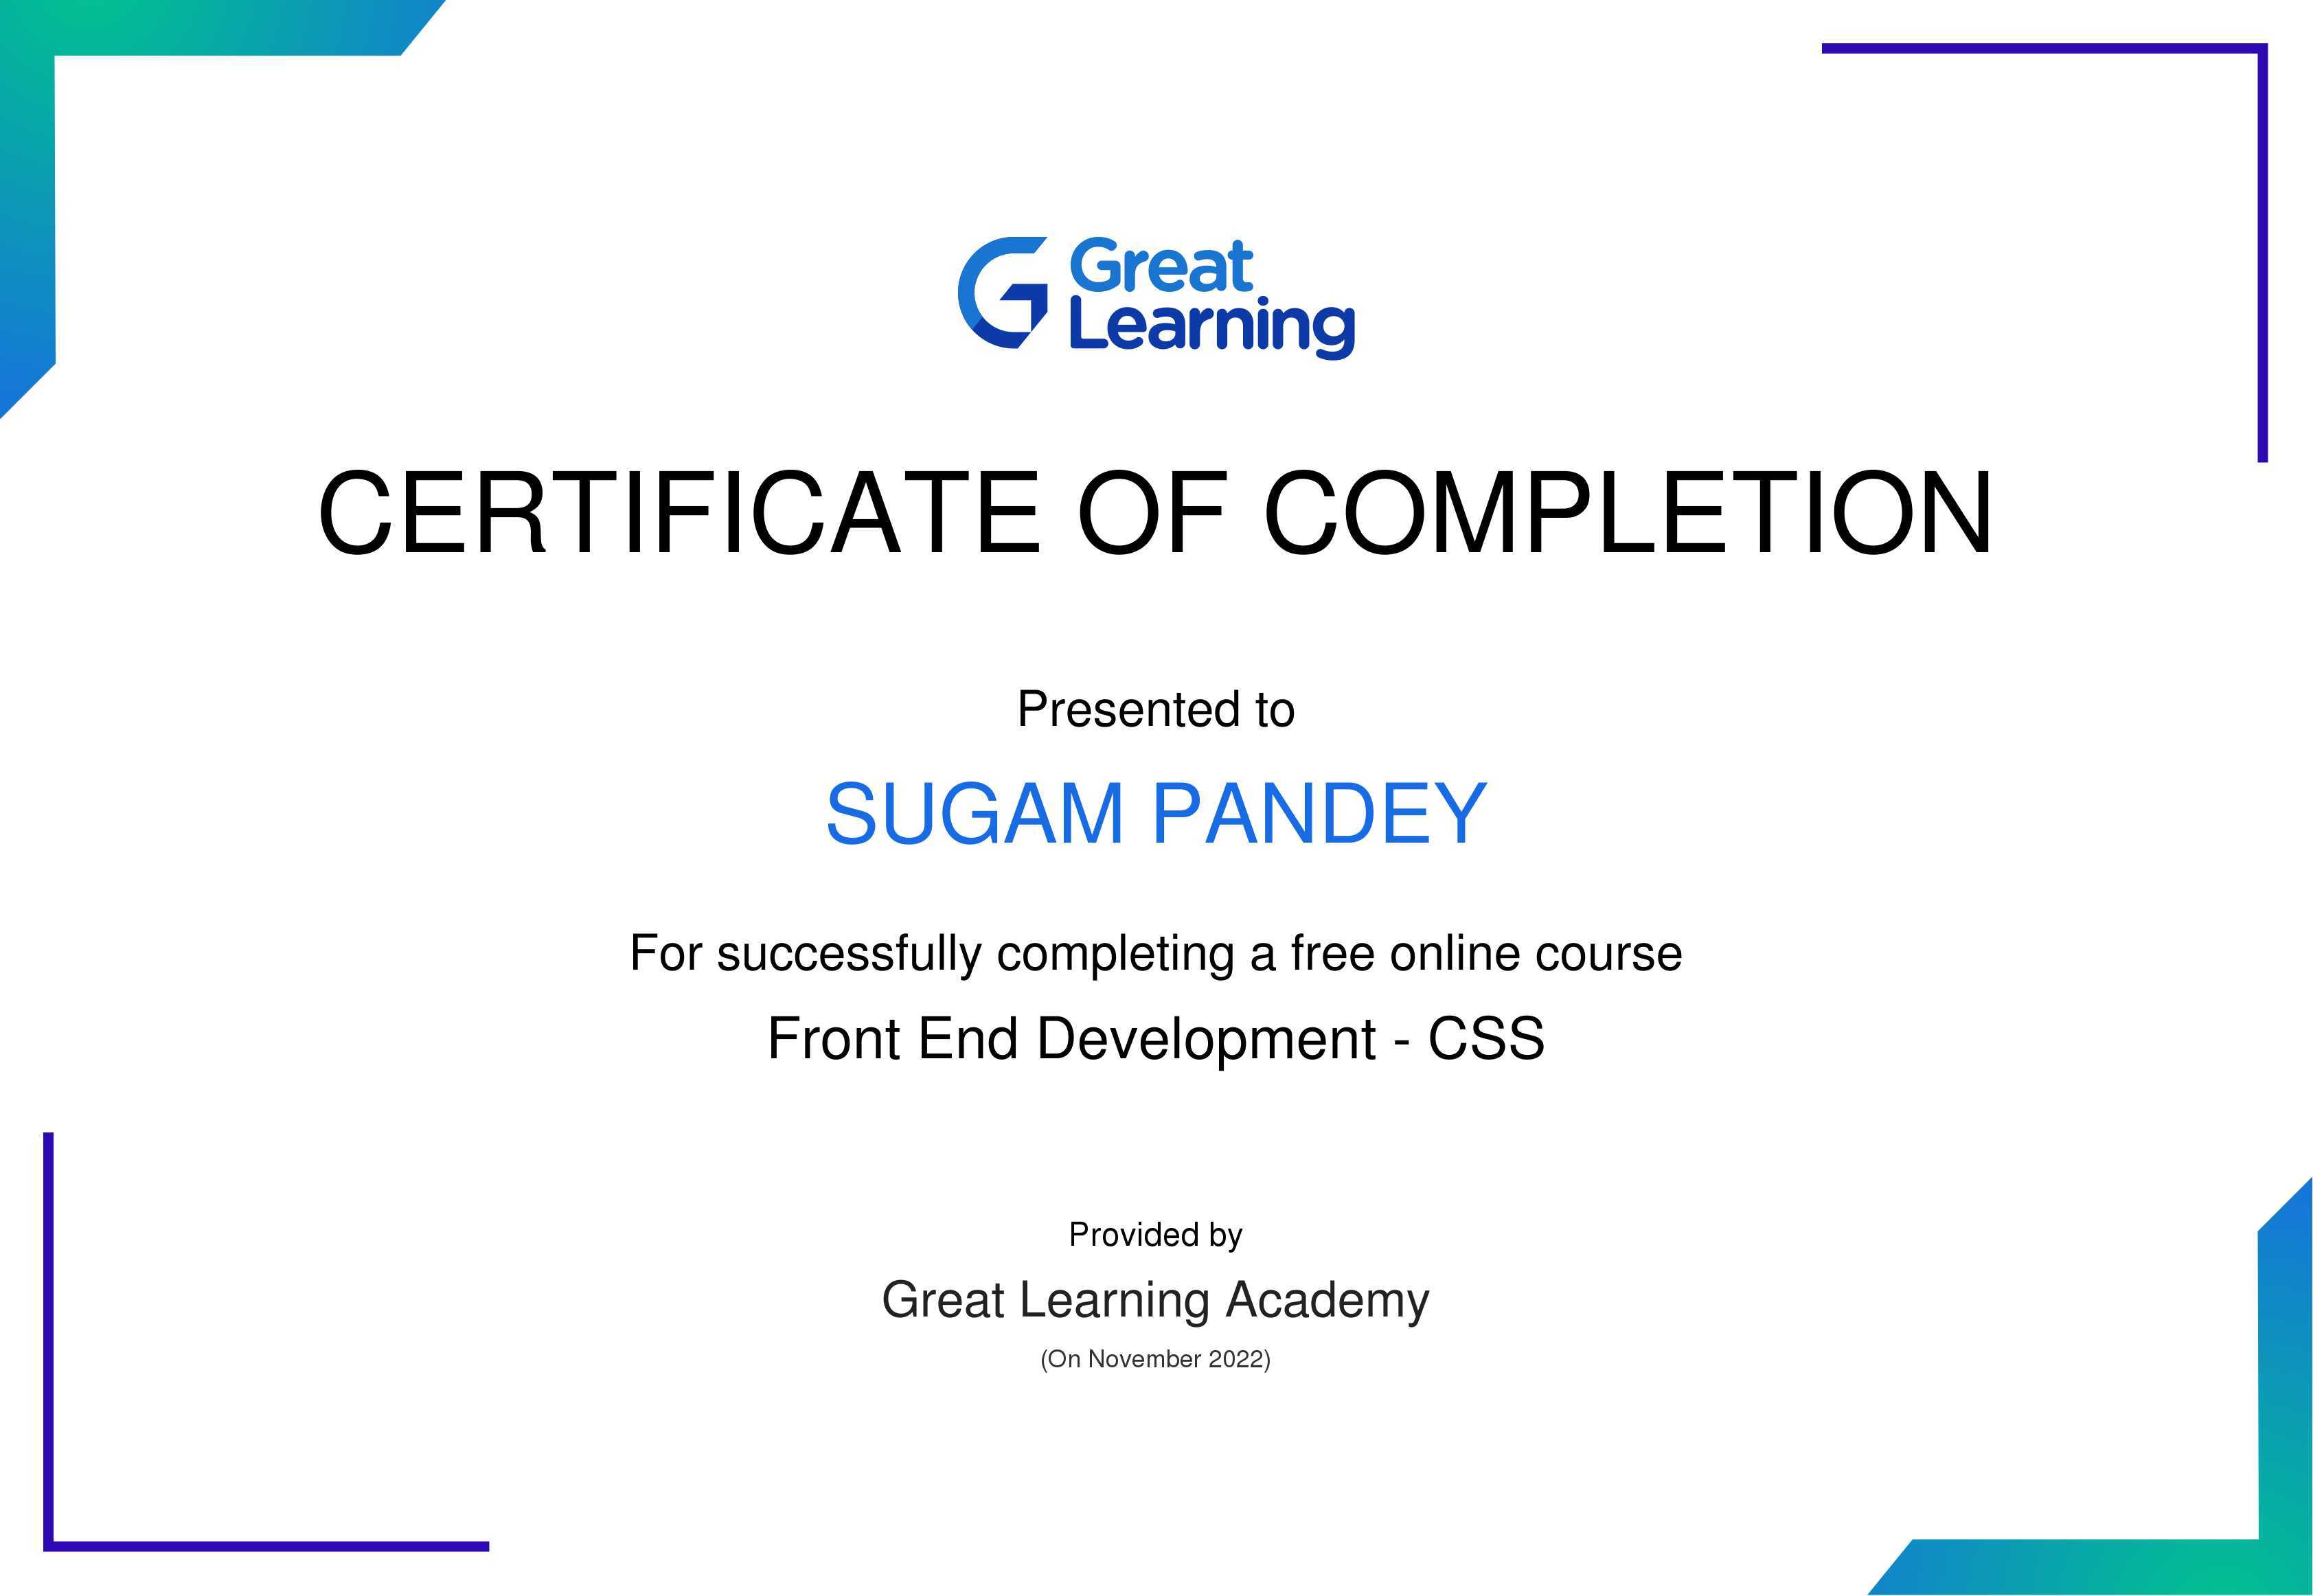 Great
Learning
CERTIFICATE OF COMPLETION
Presented to
SUGAM PANDEY
For successfully completing a free online course
Front End Development - CSS
Provided by
Great Learning Academy
(On November 2022)